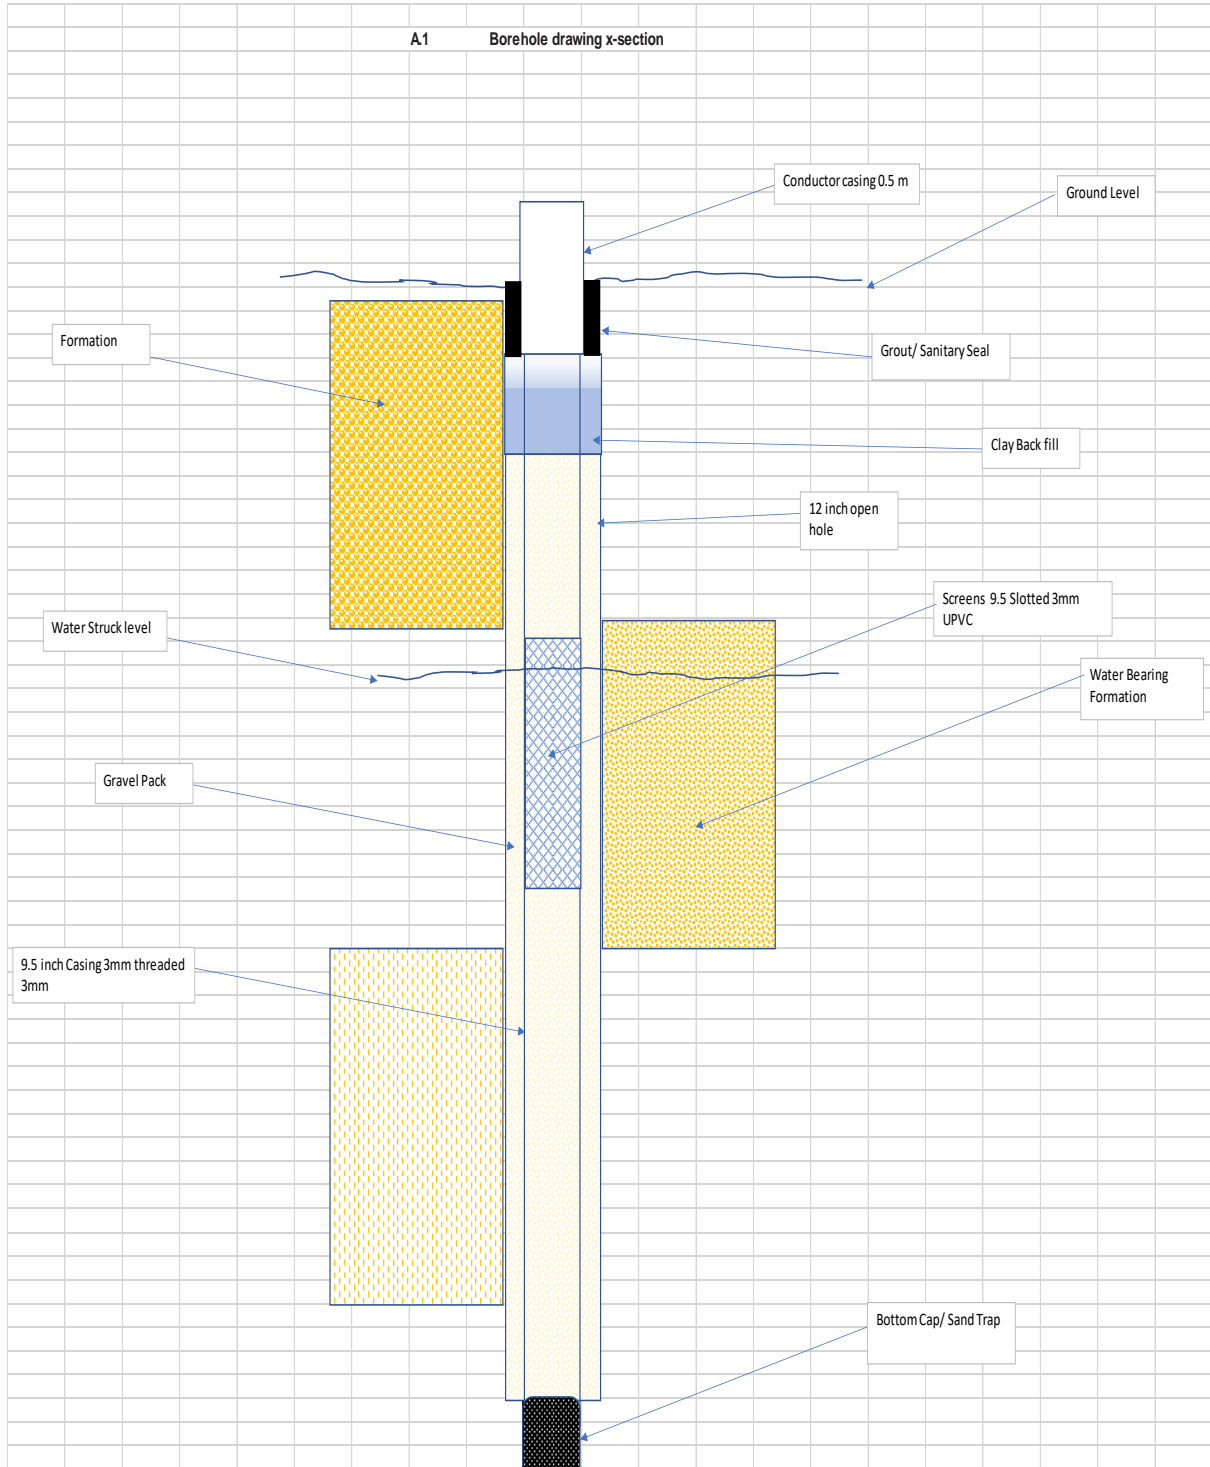 A.1 Borehole drawing x-section
Conductor casing 0.5 m
Ground Level
Formation
Grout/ Sanitary Seal
Clay Back fill
12 inch open
hole
Screens 9.5 Slotted 3mm
UPVC
Water Struck level
Water Bearing
Formation
Gravel Pack
9.5 inch Casing 3mm threaded
3mm
Bottom Cap/ Sand Trap